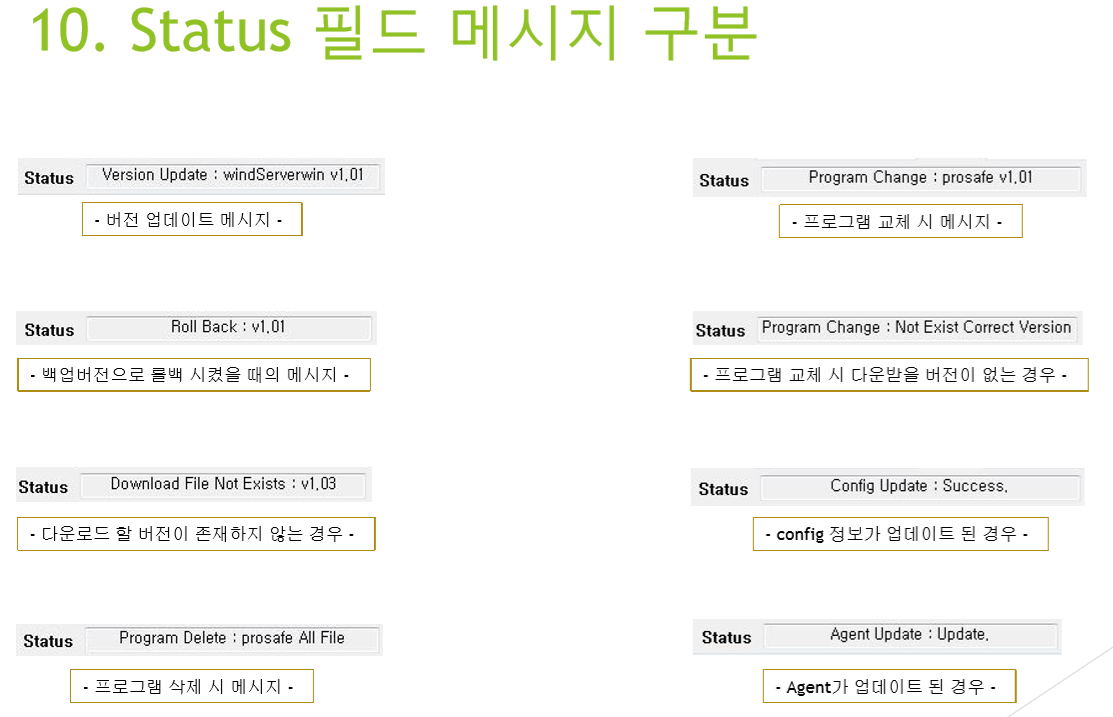 10. Status 필드 메시지 구분
Status Version Update : windServerwin v1.01
- 버전 업데이트 메시지 -
Status Program Change : prosafe v1.01
- 프로그램 교체 시 메시지 -
Status Roll Back : v1.01
- 백업버전으로 롤백 시켰을 때의 메시지 -
Status Program Change : Not Exist Correct Version
- 프로그램 교체 시 다운받을 버전이 없는 경우 -
Status Download File Not Exists : v1.03
- 다운로드 할 버전이 존재하지 않는 경우 -
Status Config Update : Success.
- config 정보가 업데이트 된 경우 -
Status Program Delete : prosafe All File
- 프로그램 삭제 시 메시지 -
Status Agent Update : Update.
- Agent가 업데이트 된 경우 -